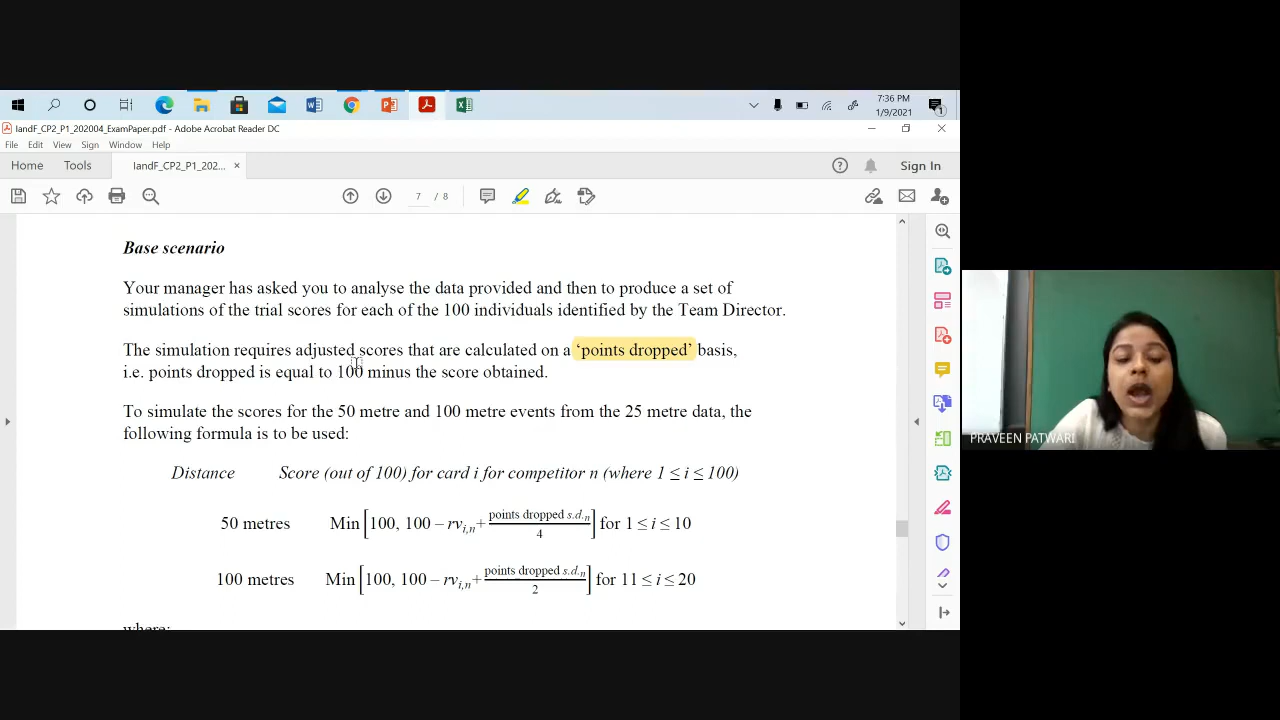 7:36 PM
1/9/2021
IandF_CP2_P1_202004_ExamPaper.pdf - Adobe Acrobat Reader DC
File Edit View Sign Window Help
Home Tools IandF_CP2_P1_202... × Sign In
7 / 8
Base scenario
Your manager has asked you to analyse the data provided and then to produce a set of
simulations of the trial scores for each of the 100 individuals identified by the Team Director.
The simulation requires adjusted scores that are calculated on a ‘points dropped’ basis,
i.e. points dropped is equal to 100 minus the score obtained.
To simulate the scores for the 50 metre and 100 metre events from the 25 metre data, the
following formula is to be used:
Distance Score (out of 100) for card i for competitor n (where 1 ≤ i ≤ 100)
50 metres Min [100, 100 − rv_{i,n} + points dropped s.d._n / 4] for 1 ≤ i ≤ 10
100 metres Min [100, 100 − rv_{i,n} + points dropped s.d._n / 2] for 11 ≤ i ≤ 20
where:
PRAVEEN PATWARI